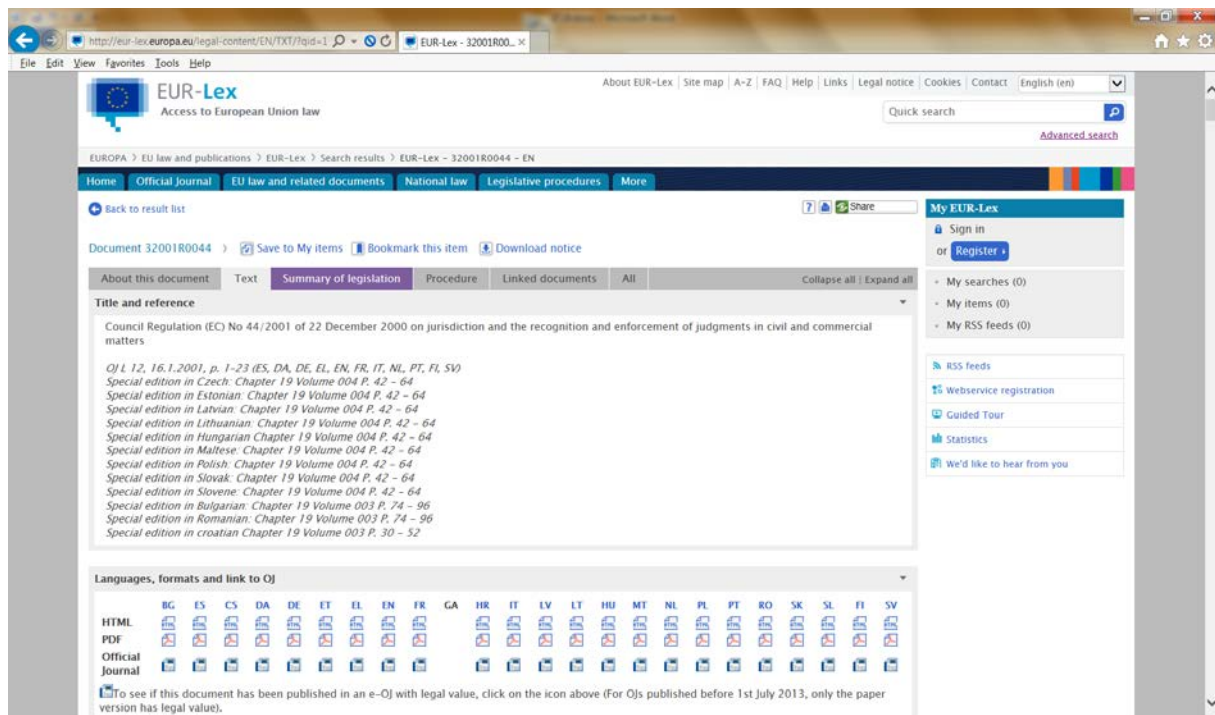 http://eur-lex.europa.eu/legal-content/EN/TXT/?qid=1
EUR-Lex - 32001R00...
File Edit View Favorites Tools Help
EUR-Lex
Access to European Union law
About EUR-Lex | Site map | A-Z | FAQ | Help | Links | Legal notice | Cookies | Contact English (en)
Quick search
Advanced search
EUROPA > EU law and publications > EUR-Lex > Search results > EUR-Lex - 32001R0044 - EN
Home Official Journal EU law and related documents National law Legislative procedures More
Back to result list
? Share
My EUR-Lex
Sign in
or Register
Document 32001R0044 > Save to My items Bookmark this item Download notice
About this document Text Summary of legislation Procedure Linked documents All Collapse all | Expand all
My searches (0)
My items (0)
My RSS feeds (0)
Title and reference
Council Regulation (EC) No 44/2001 of 22 December 2000 on jurisdiction and the recognition and enforcement of judgments in civil and commercial
matters
OJ L 12, 16.1.2001, p. 1-23 (ES, DA, DE, EL, EN, FR, IT, NL, PT, FI, SV)
Special edition in Czech: Chapter 19 Volume 004 P. 42 - 64
Special edition in Estonian: Chapter 19 Volume 004 P. 42 - 64
Special edition in Latvian: Chapter 19 Volume 004 P. 42 - 64
Special edition in Lithuanian: Chapter 19 Volume 004 P. 42 - 64
Special edition in Hungarian Chapter 19 Volume 004 P. 42 - 64
Special edition in Maltese: Chapter 19 Volume 004 P. 42 - 64
Special edition in Polish: Chapter 19 Volume 004 P. 42 - 64
Special edition in Slovak: Chapter 19 Volume 004 P. 42 - 64
Special edition in Slovene: Chapter 19 Volume 004 P. 42 - 64
Special edition in Bulgarian: Chapter 19 Volume 003 P. 74 - 96
Special edition in Romanian: Chapter 19 Volume 003 P. 74 - 96
Special edition in croatian Chapter 19 Volume 003 P. 30 - 52
RSS feeds
Webservice registration
Guided Tour
Statistics
We'd like to hear from you
Languages, formats and link to OJ
BG ES CS DA DE ET EL EN FR GA HR IT LV LT HU MT NL PL PT RO SK SL FI SV
HTML
PDF
Official
Journal
To see if this document has been published in an e-OJ with legal value, click on the icon above (For OJs published before 1st July 2013, only the paper
version has legal value).